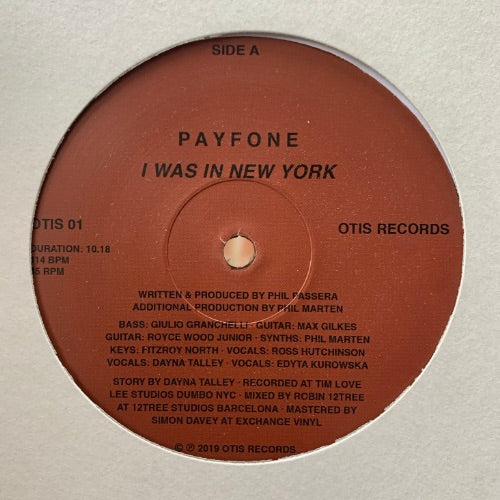 SIDE A
PAYFONE
I WAS IN NEW YORK
OTIS 01
OTIS RECORDS
DURATION: 10.18
114 BPM
45 RPM
WRITTEN & PRODUCED BY PHIL PASSERA
ADDITIONAL PRODUCTION BY PHIL MARTEN
BASS: GIULIO GRANCHELLI · GUITAR: MAX GILKES
GUITAR: ROYCE WOOD JUNIOR · SYNTHS: PHIL MARTEN
KEYS: FITZROY NORTH · VOCALS: ROSS HUTCHINSON
VOCALS: DAYNA TALLEY · VOCALS: EDYTA KUROWSKA
STORY BY DAYNA TALLEY · RECORDED AT TIM LOVE
LEE STUDIOS DUMBO NYC · MIXED BY ROBIN 12TREE
AT 12TREE STUDIOS BARCELONA · MASTERED BY
SIMON DAVEY AT EXCHANGE VINYL
© ℗ 2019 OTIS RECORDS